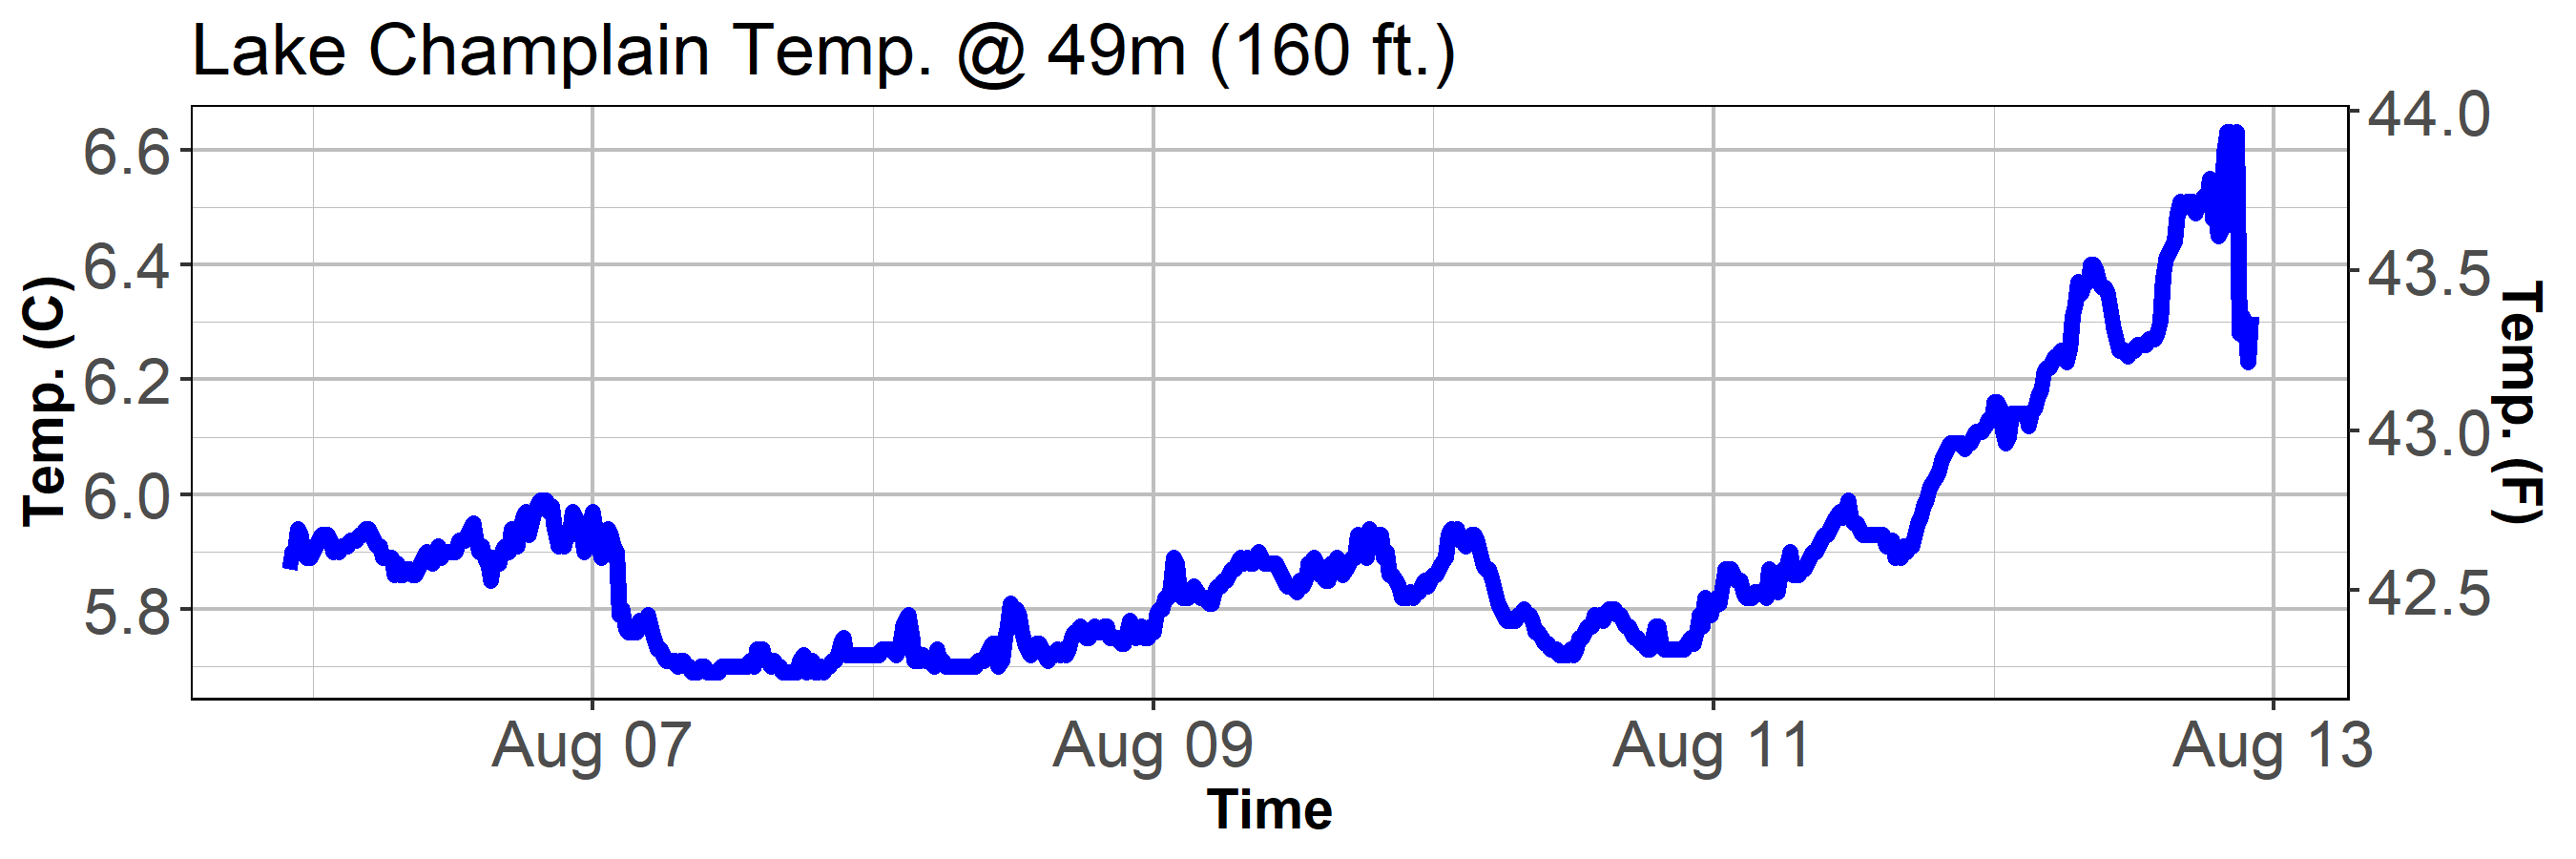 Lake Champlain Temp. @ 49m (160 ft.)
Temp. (C)
6.6
6.4
6.2
6.0
5.8
44.0
43.5
43.0
42.5
Temp. (F)
Aug 07 Aug 09 Aug 11 Aug 13
Time